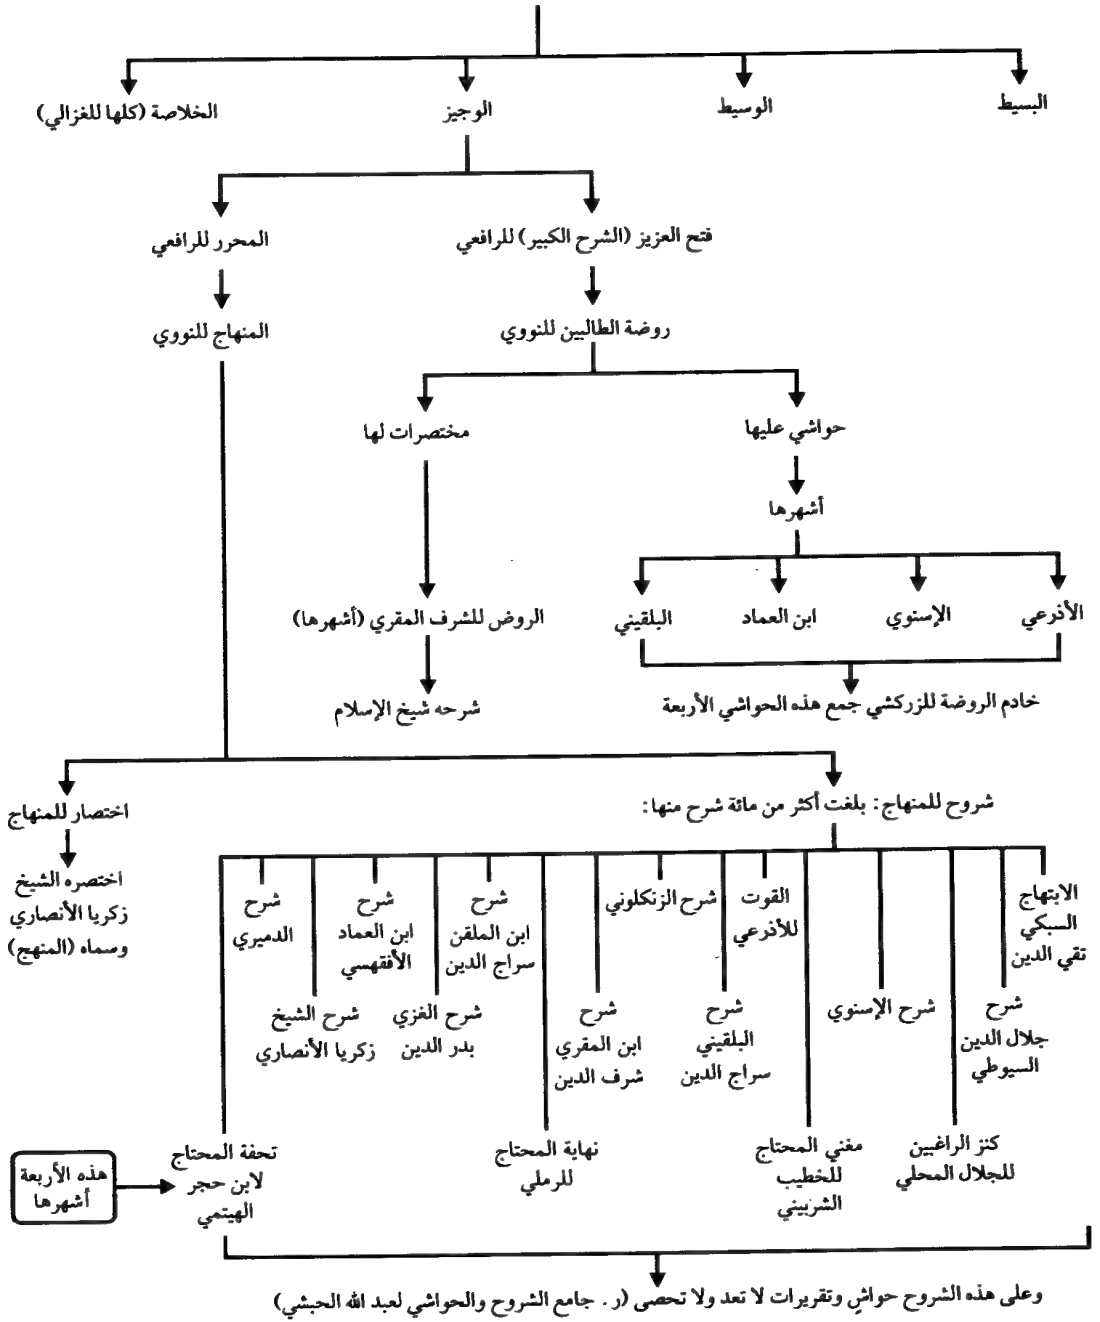 البسيط
الوسيط
الوجيز
الخلاصة (كلها للغزالي)
فتح العزيز (الشرح الكبير) للرافعي
المحرر للرافعي
روضة الطالبين للنووي
المنهاج للنووي
حواشي عليها
مختصرات لها
أشهرها
الأذرعي
الإسنوي
ابن العماد
البلقيني
الروض للشرف المقري (أشهرها)
خادم الروضة للزركشي جمع هذه الحواشي الأربعة
شرحه شيخ الإسلام
شروح للمنهاج: بلغت أكثر من مائة شرح منها:
اختصار للمنهاج
اختصره الشيخ
زكريا الأنصاري
وسماه (المنهج)
الابتهاج
السبكي
تقي الدين
شرح
جلال الدين
السيوطي
كنز الراغبين
للجلال المحلي
شرح الإسنوي
مغني المحتاج
للخطيب
الشربيني
القوت
للأذرعي
شرح
البلقيني
سراج الدين
شرح الزنكلوني
شرح
ابن المقري
شرف الدين
نهاية المحتاج
للرملي
شرح
ابن الملقن
سراج الدين
شرح الغزي
بدر الدين
شرح
ابن العماد
الأفقهسي
شرح الشيخ
زكريا الأنصاري
شرح
الدميري
تحفة المحتاج
لابن حجر
الهيتمي
هذه الأربعة
أشهرها
وعلى هذه الشروح حواشٍ وتقريرات لا تعد ولا تحصى (ر. جامع الشروح والحواشي لعبد الله الحبشي)